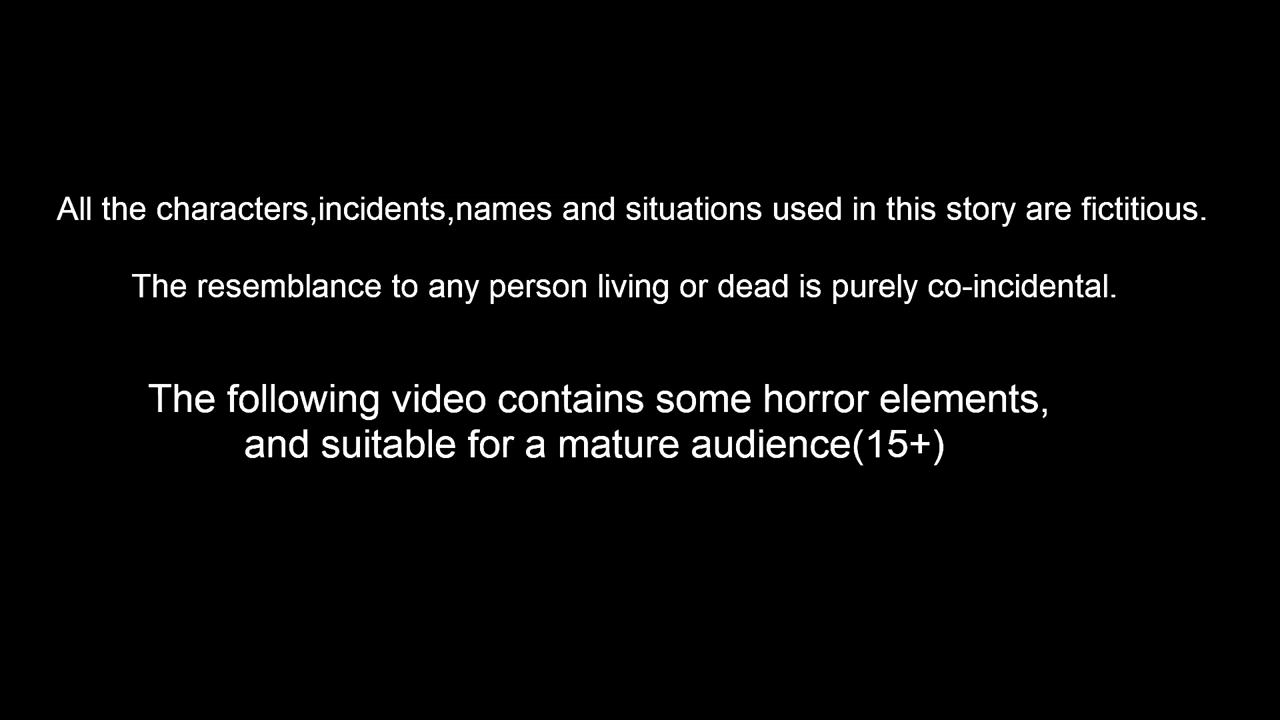 All the characters,incidents,names and situations used in this story are fictitious.
The resemblance to any person living or dead is purely co-incidental.
The following video contains some horror elements,
and suitable for a mature audience(15+)